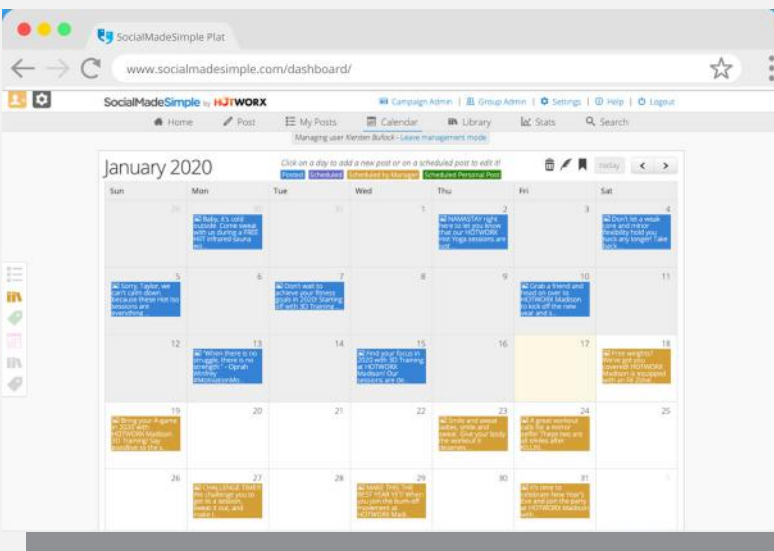 SocialMadeSimple Plat
www.socialmadesimple.com/dashboard/
SocialMadeSimple by HOTWORX
Campaign Admin | Group Admin | Settings | Help | Logout
Home Post My Posts Calendar Library Stats Search
Managing user Kiersten Bullock - Leave management mode
January 2020
Click on a day to add a new post or on a scheduled post to edit it!
Posted Scheduled Scheduled by Manager Scheduled Personal Post
today
Sun Mon Tue Wed Thu Fri Sat
29 30 31 1 2 3 4
Baby, it's cold
outside. Come sweat
with us during a FREE
HIIT infrared sauna
wo...
NAMASTAY right
here to let you know
that our HOTWORX
Hot Yoga sessions are
just ...
Don't let a weak
core and minor
flexibility hold you
back any longer! Take
back ...
5 6 7 8 9 10 11
Sorry, Taylor, we
can't calm down
because these Hot Iso
sessions are
everything ...
Don't wait to
achieve your fitness
goals in 2020! Starting
off with 3D Training ...
Grab a friend and
head on over to
HOTWORX Madison
to kick off the new
year and s...
12 13 14 15 16 17 18
"When there is no
struggle, there is no
strength." - Oprah
Winfrey
#MotivationMo...
Find your focus in
2020 with 3D Training
at HOTWORX
Madison! Our
sessions are de...
Free weights?
We've got you
covered! HOTWORX
Madison is equipped
with an FX Zone...
19 20 21 22 23 24 25
Bring your A-game
in 2020 with
HOTWORX Madison
3D Training! Say
goodbye to the s...
Smile and sweat
ladies, smile and
sweat. Give your body
the workout it
deserves
A great workout
calls for a mirror
selfie! These two are
all smiles after
26 27 28 29 30 31 1
CHALLENGE TIME!!!
We challenge you to
get in a session,
sweat it out, and
make t...
MAKE THIS THE
BEST YEAR YET! When
you join the burn-off
movement at
HOTWORX Madi...
It's time to
celebrate New Year's
Eve and join the party
at HOTWORX Madison
with...